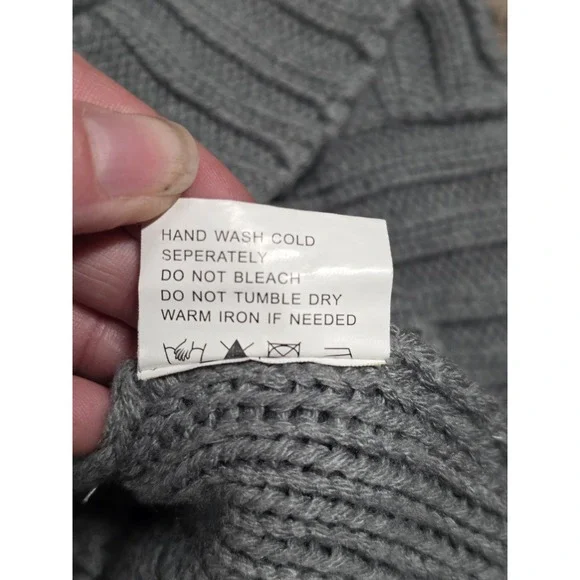 HAND WASH COLD
SEPERATELY
DO NOT BLEACH
DO NOT TUMBLE DRY
WARM IRON IF NEEDED